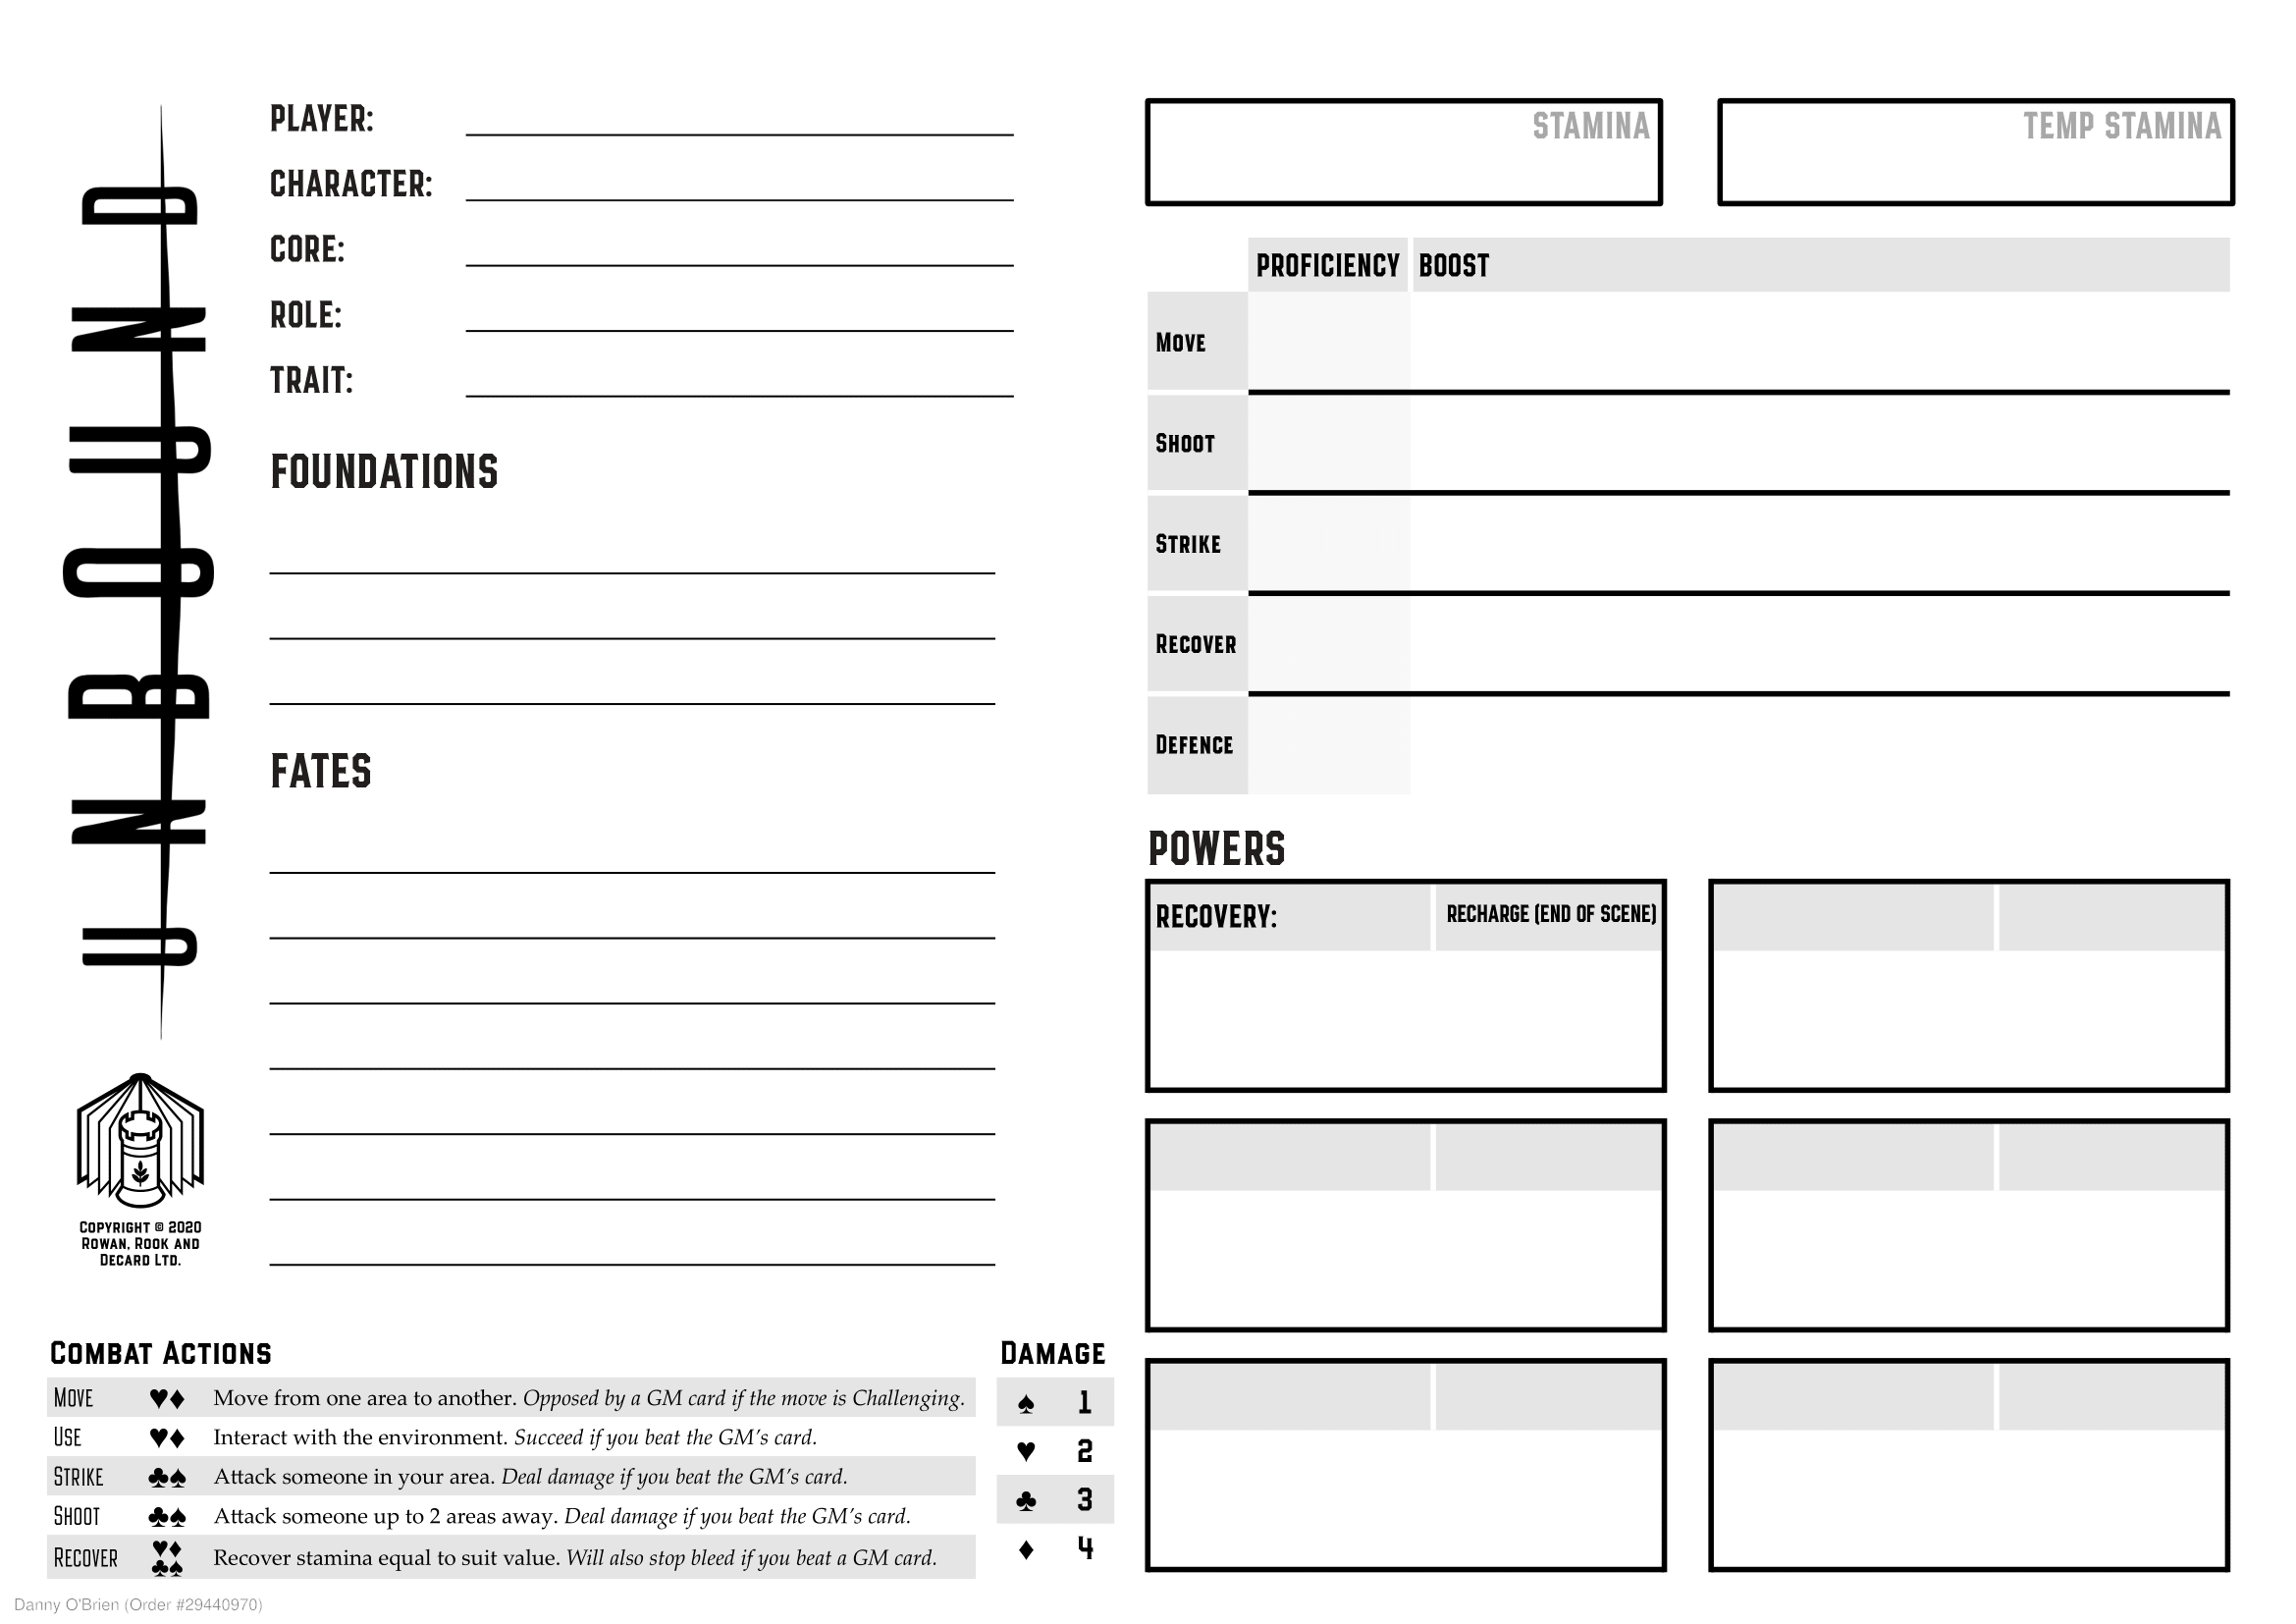 UNBOUND
PLAYER:
CHARACTER:
CORE:
ROLE:
TRAIT:
FOUNDATIONS
FATES
COPYRIGHT © 2020
ROWAN, ROOK AND
DECARD LTD.
COMBAT ACTIONS
MOVE ♥♦ Move from one area to another. Opposed by a GM card if the move is Challenging.
USE ♥♦ Interact with the environment. Succeed if you beat the GM’s card.
STRIKE ♣♠ Attack someone in your area. Deal damage if you beat the GM’s card.
SHOOT ♣♠ Attack someone up to 2 areas away. Deal damage if you beat the GM’s card.
RECOVER ♥♦♣♠ Recover stamina equal to suit value. Will also stop bleed if you beat a GM card.
DAMAGE
♠ 1
♥ 2
♣ 3
♦ 4
STAMINA
TEMP STAMINA
PROFICIENCY BOOST
MOVE
SHOOT
STRIKE
RECOVER
DEFENCE
POWERS
RECOVERY: RECHARGE (END OF SCENE)
Danny O'Brien (Order #29440970)